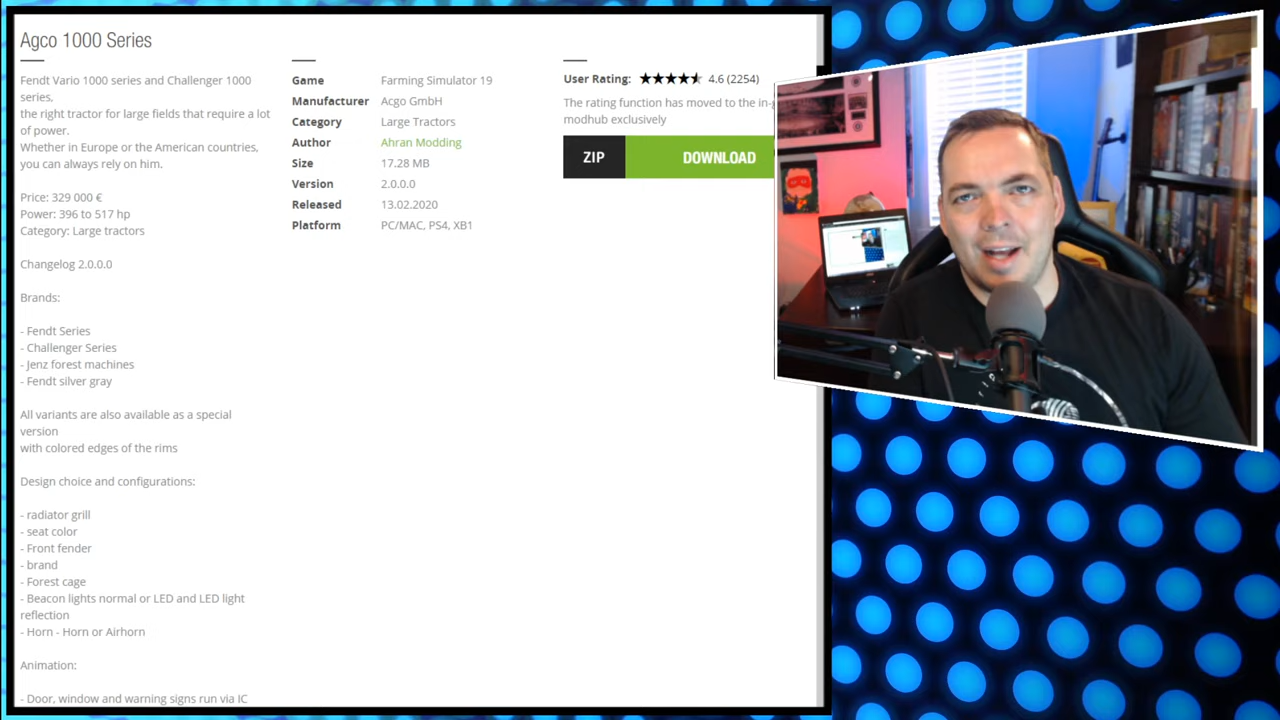 Agco 1000 Series
Fendt Vario 1000 series and Challenger 1000
series.
the right tractor for large fields that require a lot
of power.
Whether in Europe or the American countries,
you can always rely on him.
Price: 329 000 €
Power: 396 to 517 hp
Category: Large tractors
Changelog 2.0.0.0
Brands:
- Fendt Series
- Challenger Series
- Jenz forest machines
- Fendt silver gray
All variants are also available as a special
version
with colored edges of the rims
Design choice and configurations:
- radiator grill
- seat color
- Front fender
- brand
- Forest cage
- Beacon lights normal or LED and LED light
reflection
- Horn - Horn or Airhorn
Animation:
- Door, window and warning signs run via IC
Game Farming Simulator 19
Manufacturer Acgo GmbH
Category Large Tractors
Author Ahran Modding
Size 17.28 MB
Version 2.0.0.0
Released 13.02.2020
Platform PC/MAC, PS4, XB1
User Rating: 4.6 (2254)
The rating function has moved to the in-
modhub exclusively
ZIP DOWNLOAD